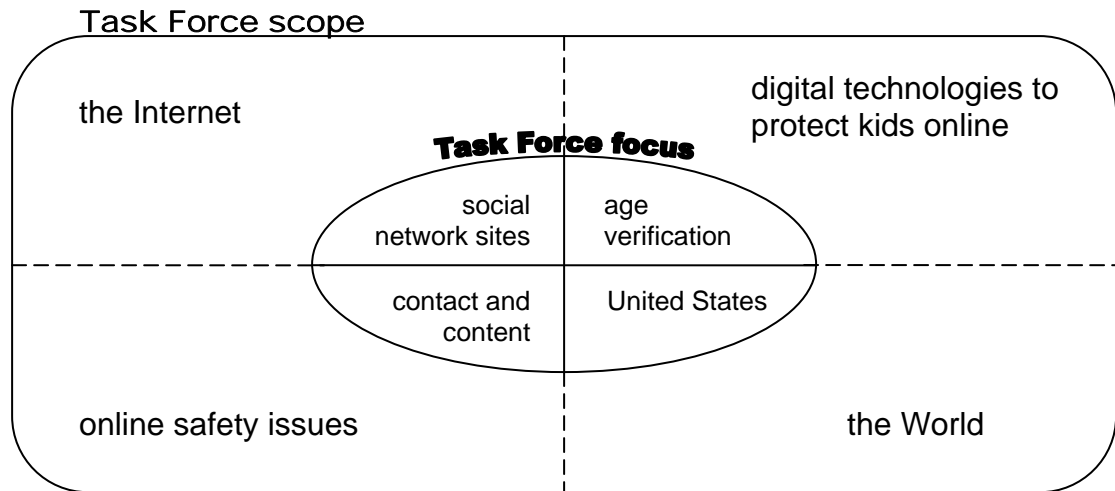 Task Force scope
the Internet
digital technologies to
protect kids online
Task Force focus
social
network sites
age
verification
contact and
content
United States
online safety issues
the World